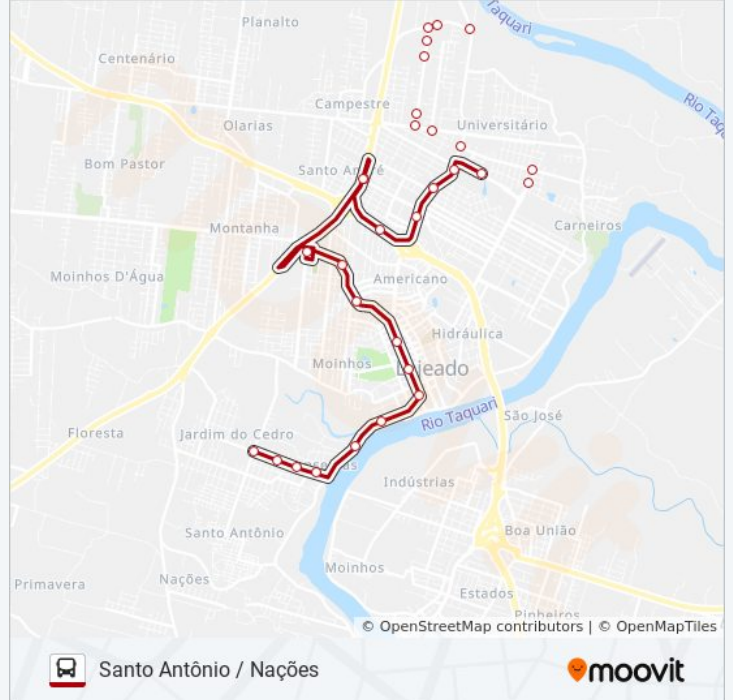 Planalto
Taquari
Centenário
Campestre
Rio Taq
Olarias
Universitário
Bom Pastor
Santo André
Montanha
Carneiros
Moinhos D'Água
Americano
Hidráulica
Moinhos
Lajeado
Rio Taquari
São José
Floresta
Jardim do Cedro
Indústrias
Santo Antônio
Boa União
Moinhos
Nações
Primavera
Estados
Pinheiros
© OpenStreetMap contributors | © OpenMapTiles
Santo Antônio / Nações
moovit